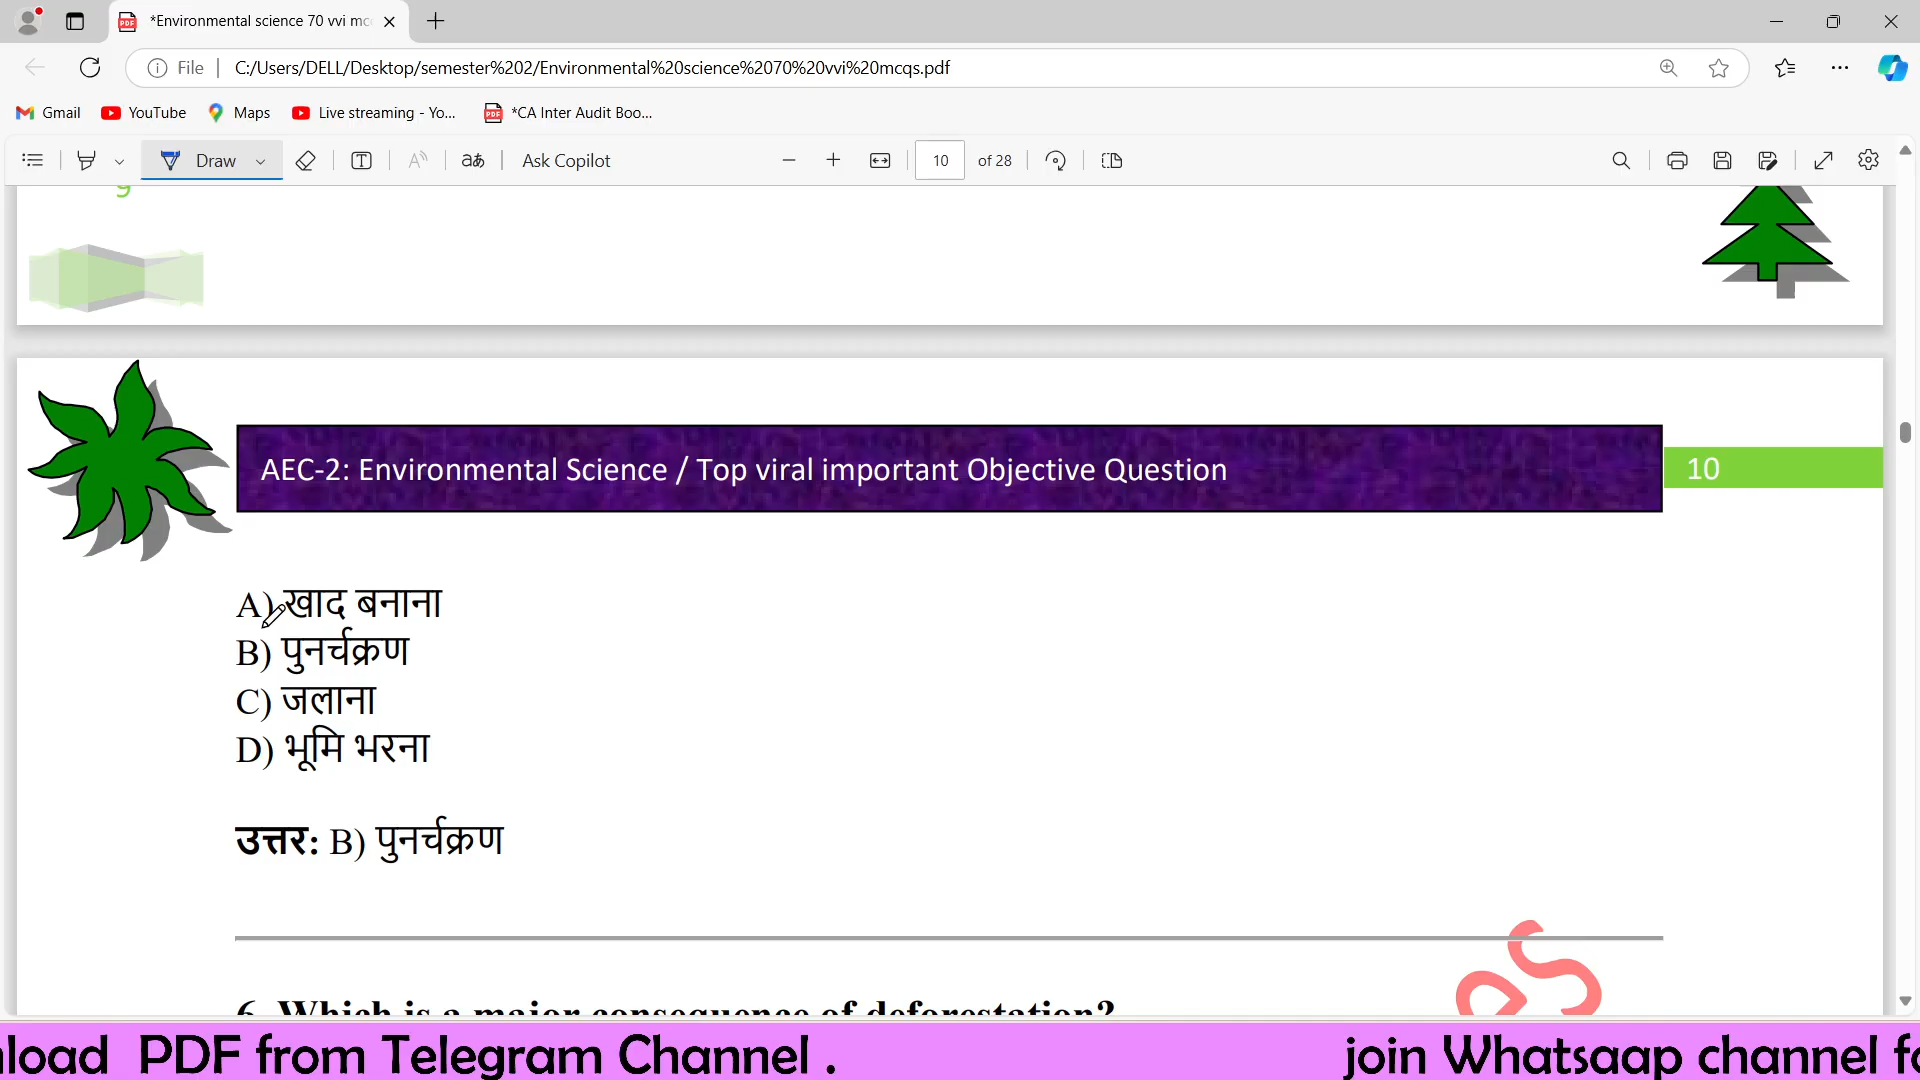 *Environmental science 70 vvi mc
File
C:/Users/DELL/Desktop/semester%202/Environmental%20science%2070%20vvi%20mcqs.pdf
Gmail YouTube Maps Live streaming - Yo... *CA Inter Audit Boo...
Draw
Ask Copilot
10 of 28
9
AEC-2: Environmental Science / Top viral important Objective Question
10
A) खाद बनाना
B) पुनर्चक्रण
C) जलाना
D) भूमि भरना
उत्तर: B) पुनर्चक्रण
6. Which is a major consequence of deforestation?
nload PDF from Telegram Channel . join Whatsaap channel fo